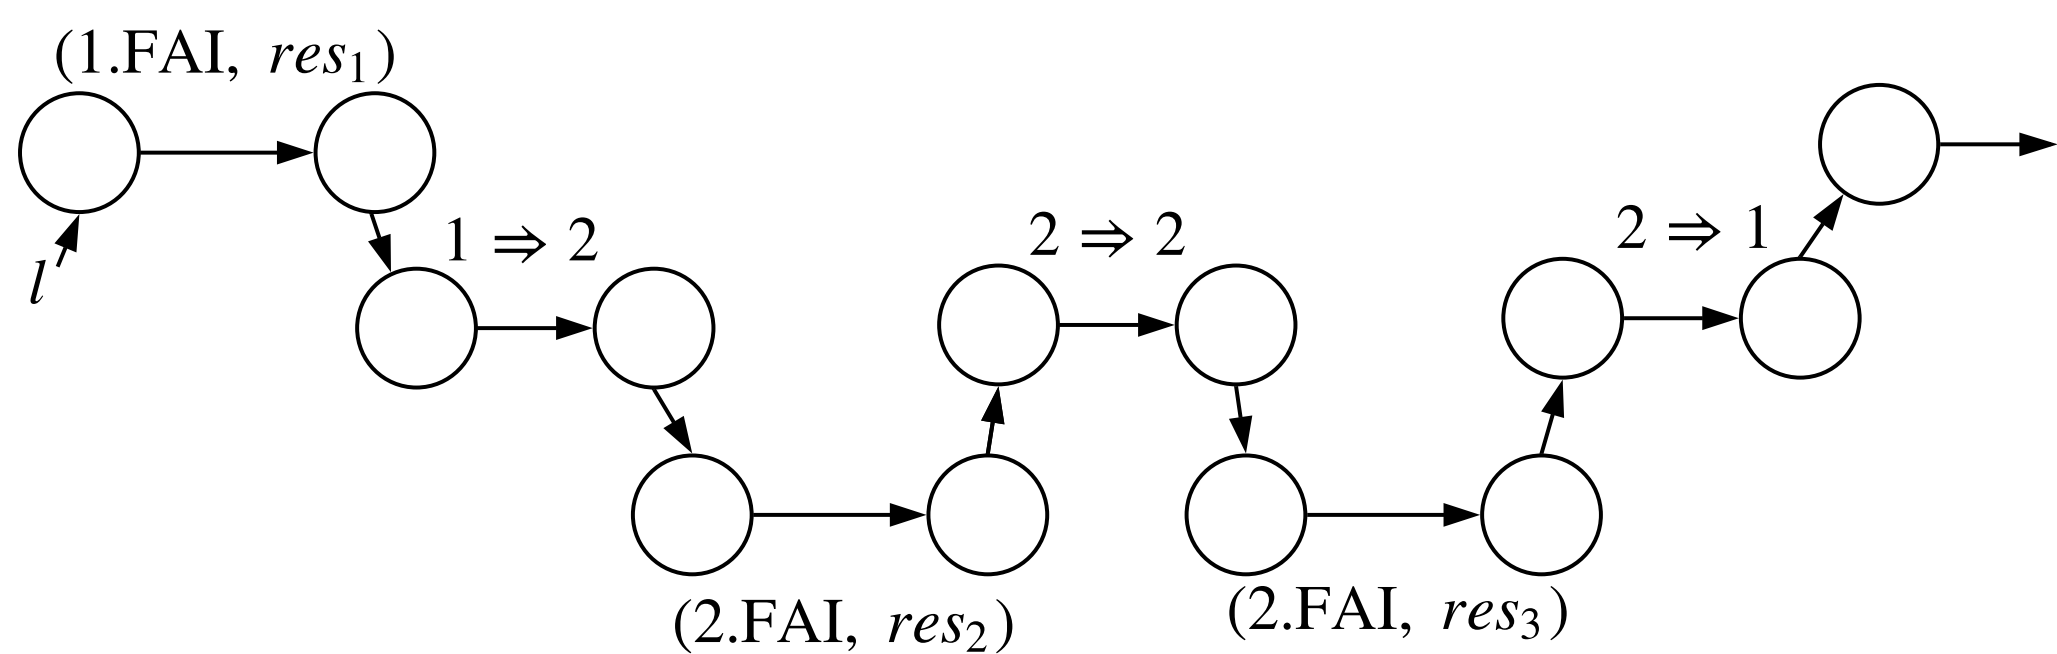 (1.FAI, res₁)
l
1 ⇒ 2
2 ⇒ 2
2 ⇒ 1
(2.FAI, res₂)
(2.FAI, res₃)